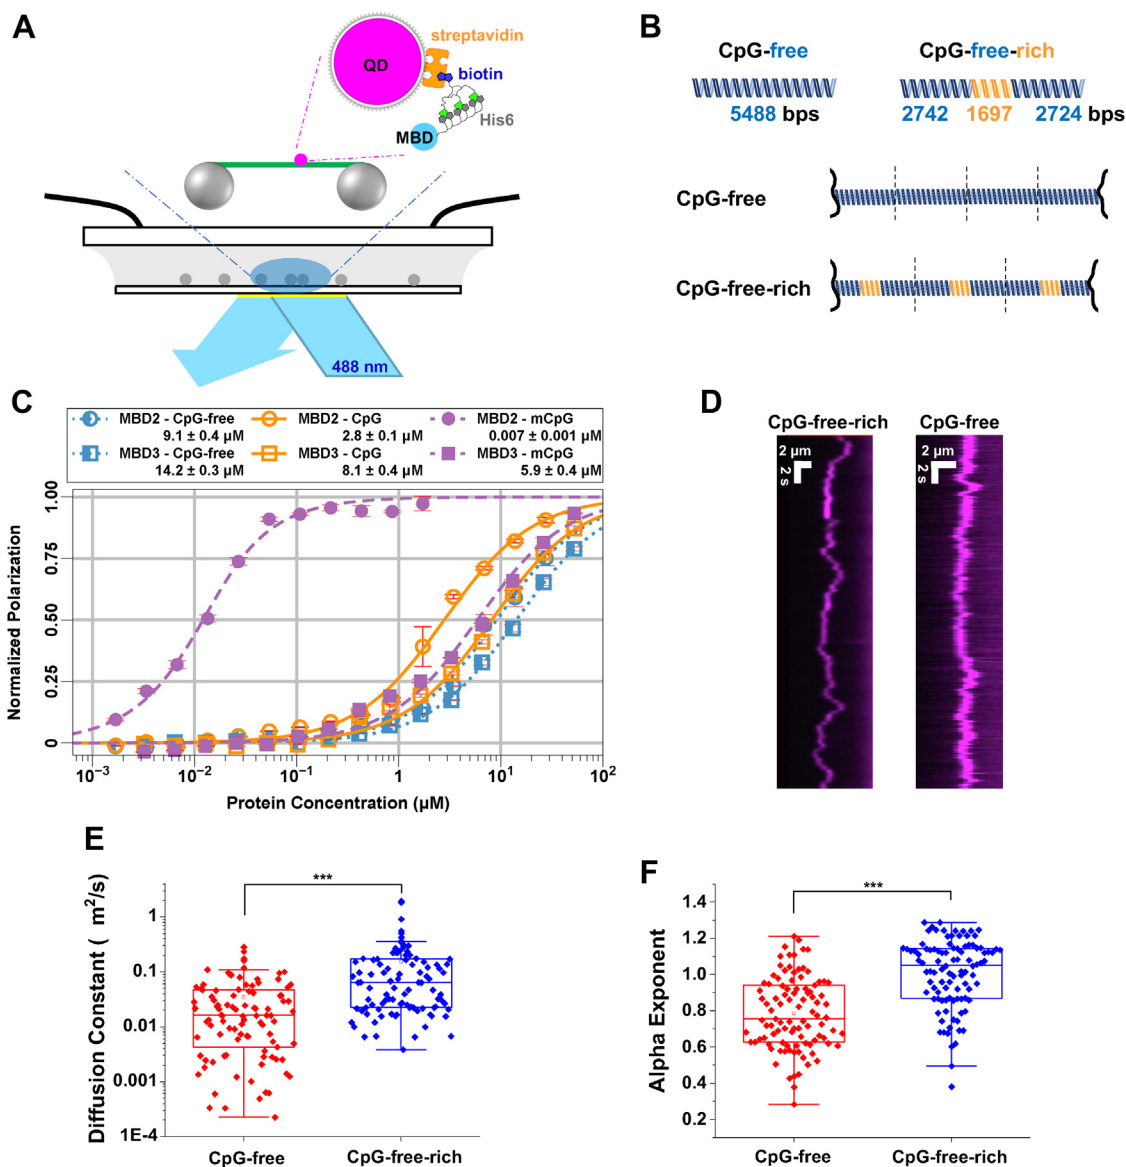 A
streptavidin
QD
biotin
His6
MBD
488 nm
B
CpG-free
CpG-free-rich
5488 bps
2742 1697 2724 bps
CpG-free
CpG-free-rich
C
MBD2 - CpG-free
9.1 ± 0.4 µM
MBD3 - CpG-free
14.2 ± 0.3 µM
MBD2 - CpG
2.8 ± 0.1 µM
MBD3 - CpG
8.1 ± 0.4 µM
MBD2 - mCpG
0.007 ± 0.001 µM
MBD3 - mCpG
5.9 ± 0.4 µM
Normalized Polarization
1.00
0.75
0.50
0.25
0
10⁻³ 10⁻² 10⁻¹ 1 10¹ 10²
Protein Concentration (µM)
D
CpG-free-rich
2 µm
2 s
CpG-free
2 µm
2 s
E
Diffusion Constant ( m²/s)
***
1
0.1
0.01
0.001
1E-4
CpG-free CpG-free-rich
F
Alpha Exponent
***
1.4
1.2
1.0
0.8
0.6
0.4
0.2
CpG-free CpG-free-rich